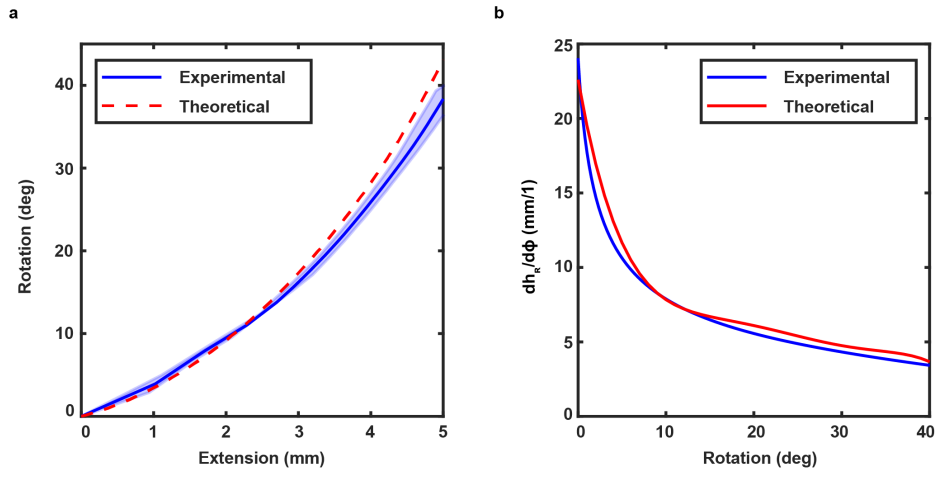 a
Experimental
Theoretical
40
30
20
10
0
0 1 2 3 4 5
Rotation (deg)
Extension (mm)
b
Experimental
Theoretical
25
20
15
10
5
0
0 10 20 30 40
dhR/dϕ (mm/1)
Rotation (deg)